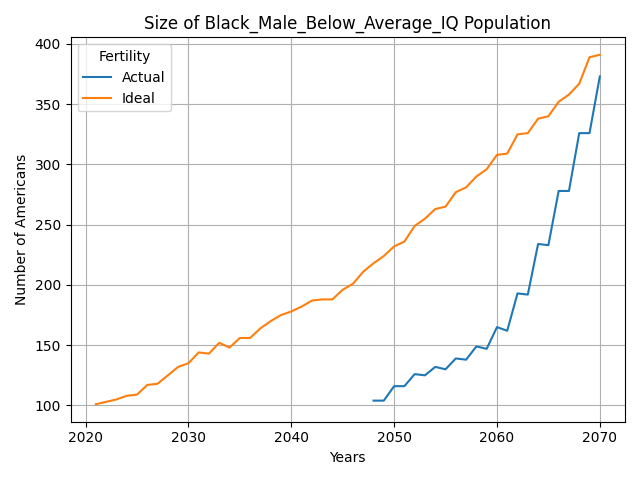 Size of Black_Male_Below_Average_IQ Population
Number of Americans
400
350
300
250
200
150
100
Fertility
Actual
Ideal
2020 2030 2040 2050 2060 2070
Years